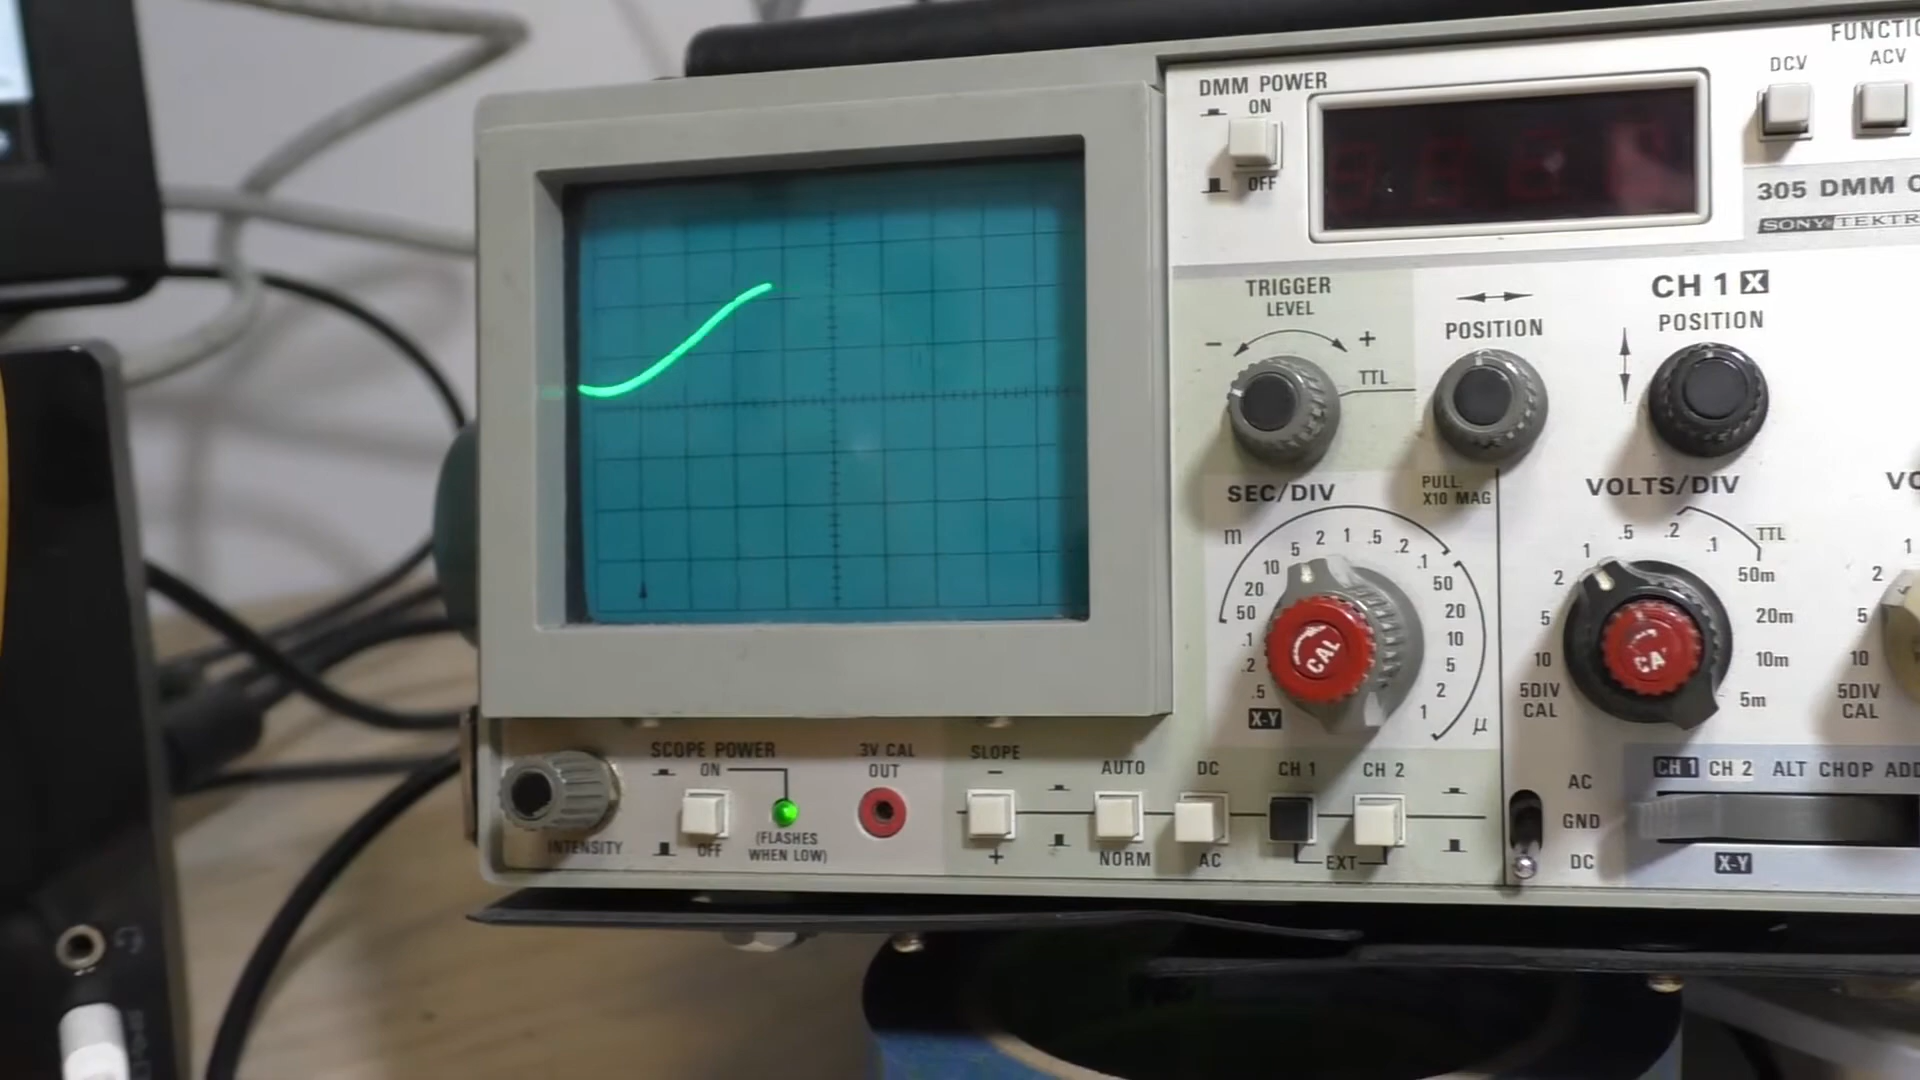 FUNCTIO
DMM POWER
ON
OFF
DCV
ACV
305 DMM
SONY TEKTR
TRIGGER
LEVEL
-
+
TTL
POSITION
PULL
X10 MAG
CH 1 X
POSITION
SEC/DIV
m
50
20
10
5
2
1
.5
.2
.1
50
20
10
5
2
1
μ
.1
.2
.5
X-Y
CAL
VOLTS/DIV
5DIV
CAL
10
5
2
1
.5
.2
.1
TTL
50m
20m
10m
5m
CA
VO
1
2
5
10
5DIV
CAL
SCOPE POWER
ON
OFF
(FLASHES
WHEN LOW)
INTENSITY
3V CAL
OUT
SLOPE
-
+
AUTO
NORM
DC
AC
CH 1
CH 2
EXT
AC
GND
DC
CH 1 CH 2 ALT CHOP ADD
X-Y